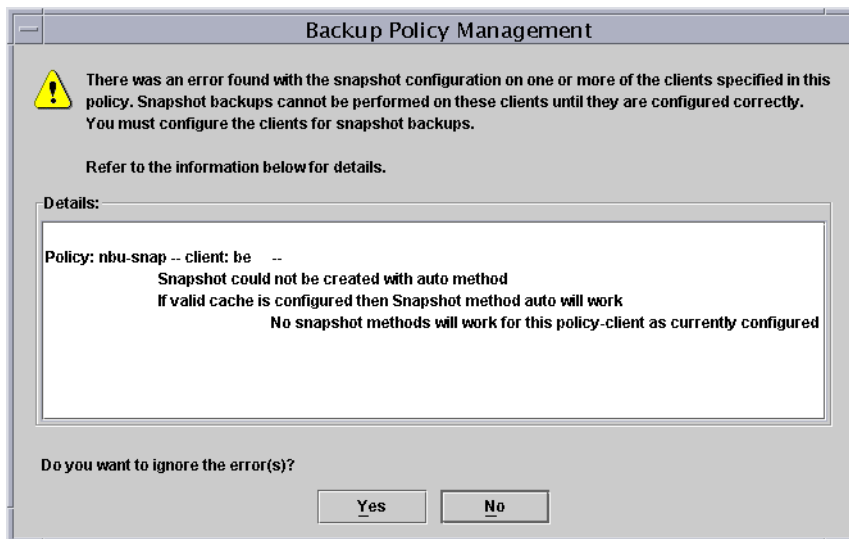 Backup Policy Management
There was an error found with the snapshot configuration on one or more of the clients specified in this
policy. Snapshot backups cannot be performed on these clients until they are configured correctly.
You must configure the clients for snapshot backups.
Refer to the information below for details.
Details:
Policy: nbu-snap -- client: be --
Snapshot could not be created with auto method
If valid cache is configured then Snapshot method auto will work
No snapshot methods will work for this policy-client as currently configured
Do you want to ignore the error(s)?
Yes
No